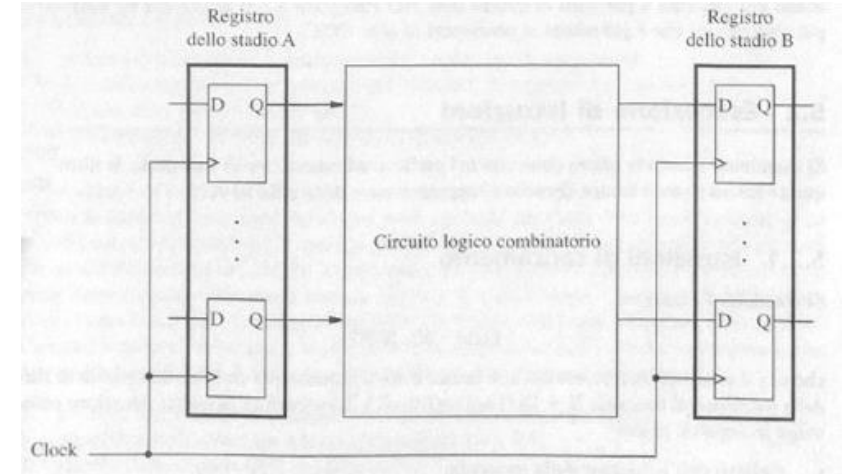 Registro
dello stadio A
Registro
dello stadio B
D Q
D Q
Circuito logico combinatorio
D Q
D Q
Clock